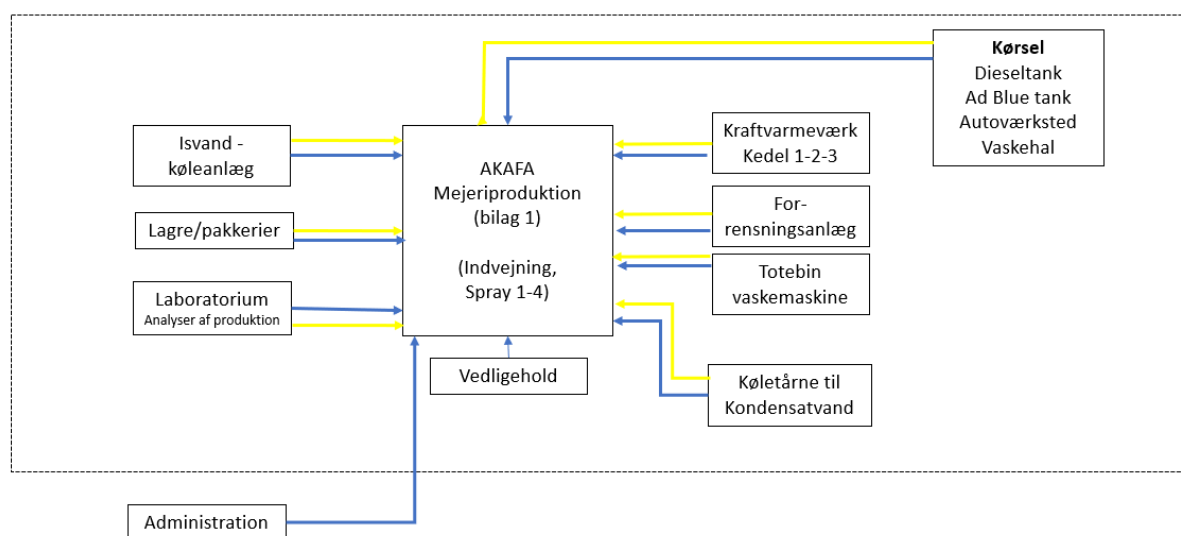 Kørsel
Dieseltank
Ad Blue tank
Autoværksted
Vaskehal
Isvand -
køleanlæg
Lagre/pakkerier
Laboratorium
Analyser af produktion
AKAFA
Mejeriproduktion
(bilag 1)
(Indvejning,
Spray 1-4)
Vedligehold
Kraftvarmeværk
Kedel 1-2-3
For-
rensningsanlæg
Totebin
vaskemaskine
Køletårne til
Kondensatvand
Administration